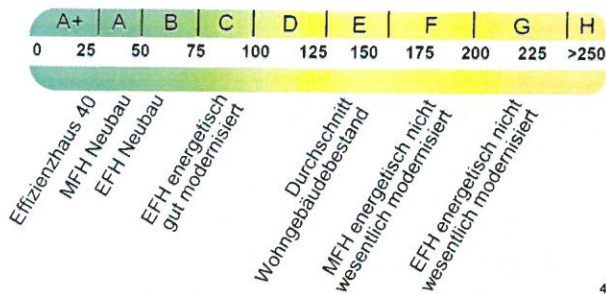 A+ A B C D E F G H
0 25 50 75 100 125 150 175 200 225 >250
Effizienzhaus 40
MFH Neubau
EFH Neubau
EFH energetisch
gut modernisiert
Durchschnitt
Wohngebäudebestand
MFH energetisch nicht
wesentlich modernisiert
EFH energetisch nicht
wesentlich modernisiert